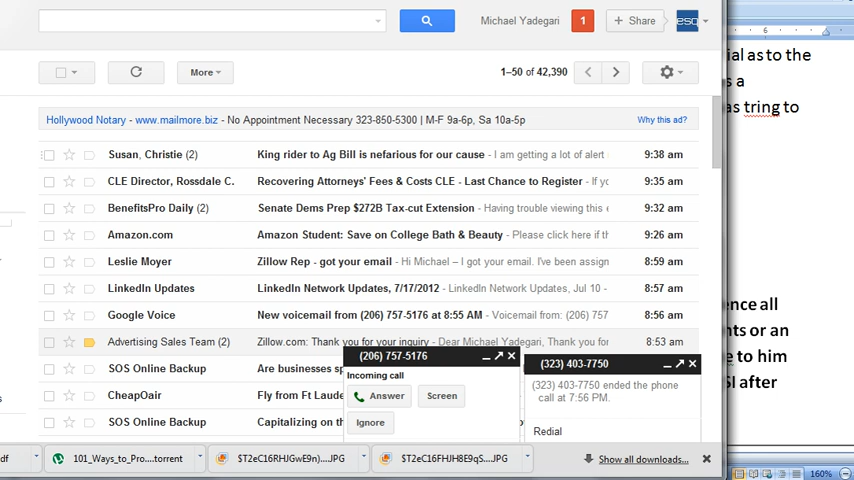 Michael Yadegari 1 + Share esq
More 1–50 of 42,390
Hollywood Notary - www.mailmore.biz - No Appointment Necessary 323-850-5300 | M-F 9a-6p, Sa 10a-5p Why this ad?
Susan, Christie (2) King rider to Ag Bill is nefarious for our cause - I am getting a lot of alert 9:38 am
CLE Director, Rossdale C. Recovering Attorneys' Fees & Costs CLE - Last Chance to Register - If yo 9:35 am
BenefitsPro Daily (2) Senate Dems Prep $272B Tax-cut Extension - Having trouble viewing this e 9:32 am
Amazon.com Amazon Student: Save on College Bath & Beauty - Please click here if th 9:26 am
Leslie Moyer Zillow Rep - got your email - Hi Michael – I got your email. I've been assign 8:59 am
LinkedIn Updates LinkedIn Network Updates, 7/17/2012 - LinkedIn Network Updates, Jul 10 - 8:57 am
Google Voice New voicemail from (206) 757-5176 at 8:55 AM - Voicemail from: (206) 757 8:56 am
Advertising Sales Team (2) Zillow.com: Thank you for your inquiry - Dear Michael Yadegari, Thank you for 8:53 am
SOS Online Backup Are business
CheapOair Fly from Ft Laude
SOS Online Backup Capitalizing on th
(206) 757-5176
Incoming call
Answer Screen
Ignore
(323) 403-7750
(323) 403-7750 ended the phone
call at 7:56 PM.
Redial
df 101_Ways_to_Pro....torrent $T2eC16RHJGwE9n)....JPG $T2eC16FHJH8E9qS....JPG Show all downloads...
6
ial as to the
s a
as tring to
ence all
nts or an
e to him
SI after
160%